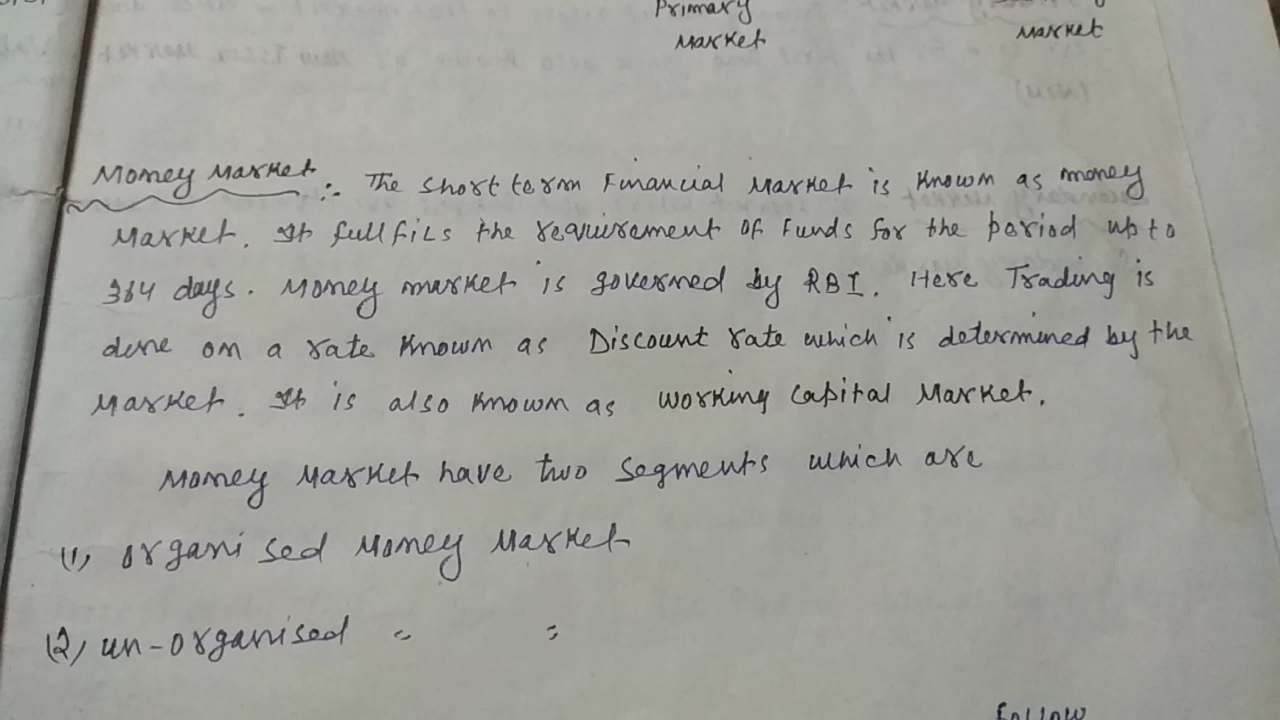 Primary
Market
Market
Money Market :- The short term Financial Market is Known as money
Market. It fullfils the requirement of Funds for the period up to
364 days. Money market is governed by RBI. Here Trading is
done on a rate Known as Discount rate which is determined by the
Market. It is also Known as working Capital Market.
Money Market have two segments which are
(1) organised Money Market
(2) un-organised " "
Follow